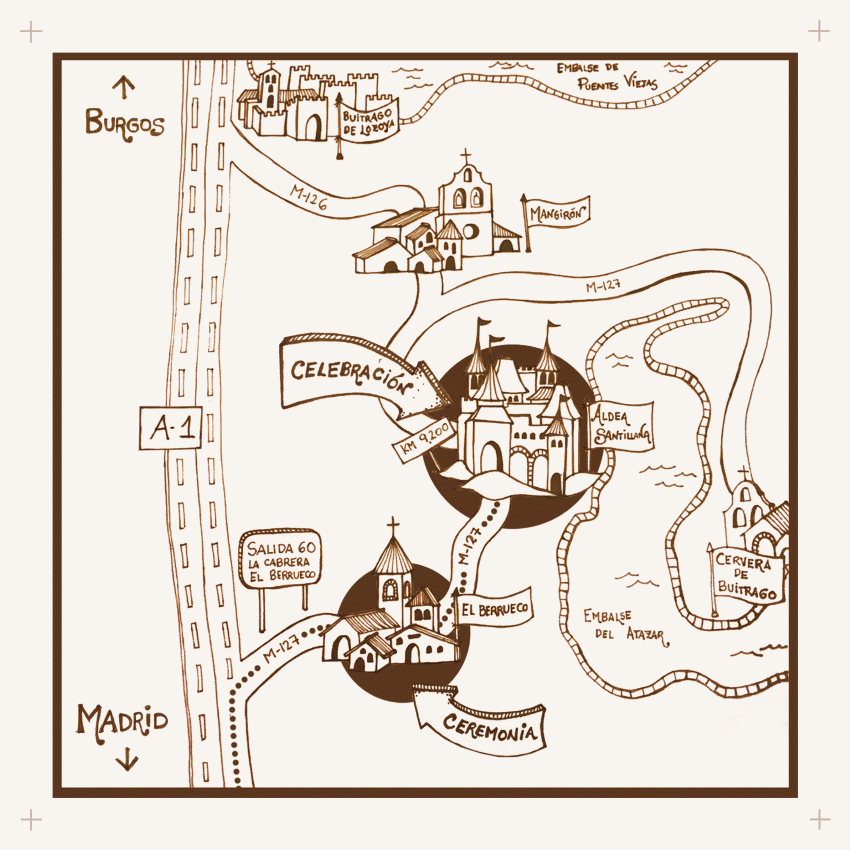 EMBALSE DE
PUENTES VIEJAS
BURGOS
BUITRAGO
DE LOZOYA
M-126
MANGIRÓN
M-127
CELEBRACIÓN
A-1
ALDEA
SANTILLANA
KM 9,200
M-127
SALIDA 60
LA CABRERA
EL BERRUECO
CERVERA
DE
BUITRAGO
EL BERRUECO
EMBALSE
DEL ATAZAR
M-127
MADRID
CEREMONIA